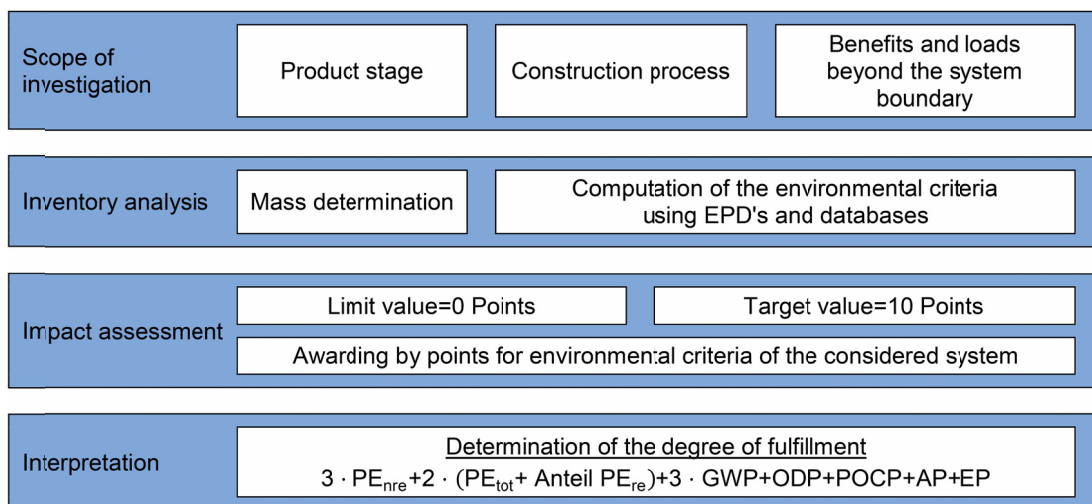 Scope of
investigation
Product stage
Construction process
Benefits and loads
beyond the system
boundary
Inventory analysis
Mass determination
Computation of the environmental criteria
using EPD's and databases
Impact assessment
Limit value=0 Points
Target value=10 Points
Awarding by points for environmental criteria of the considered system
Interpretation
Determination of the degree of fulfillment
3 · PEnre+2 · (PEtot+ Anteil PEre)+3 · GWP+ODP+POCP+AP+EP